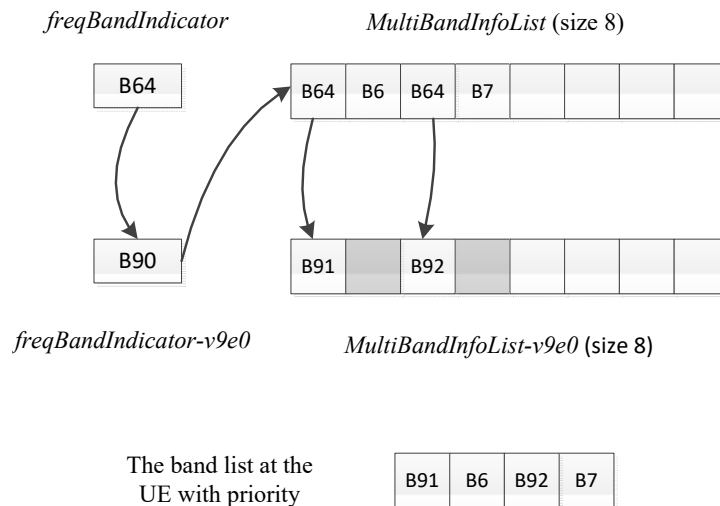 freqBandIndicator
MultiBandInfoList (size 8)
B64
B64 B6 B64 B7
B90
B91 B92
freqBandIndicator-v9e0
MultiBandInfoList-v9e0 (size 8)
The band list at the
UE with priority
B91 B6 B92 B7